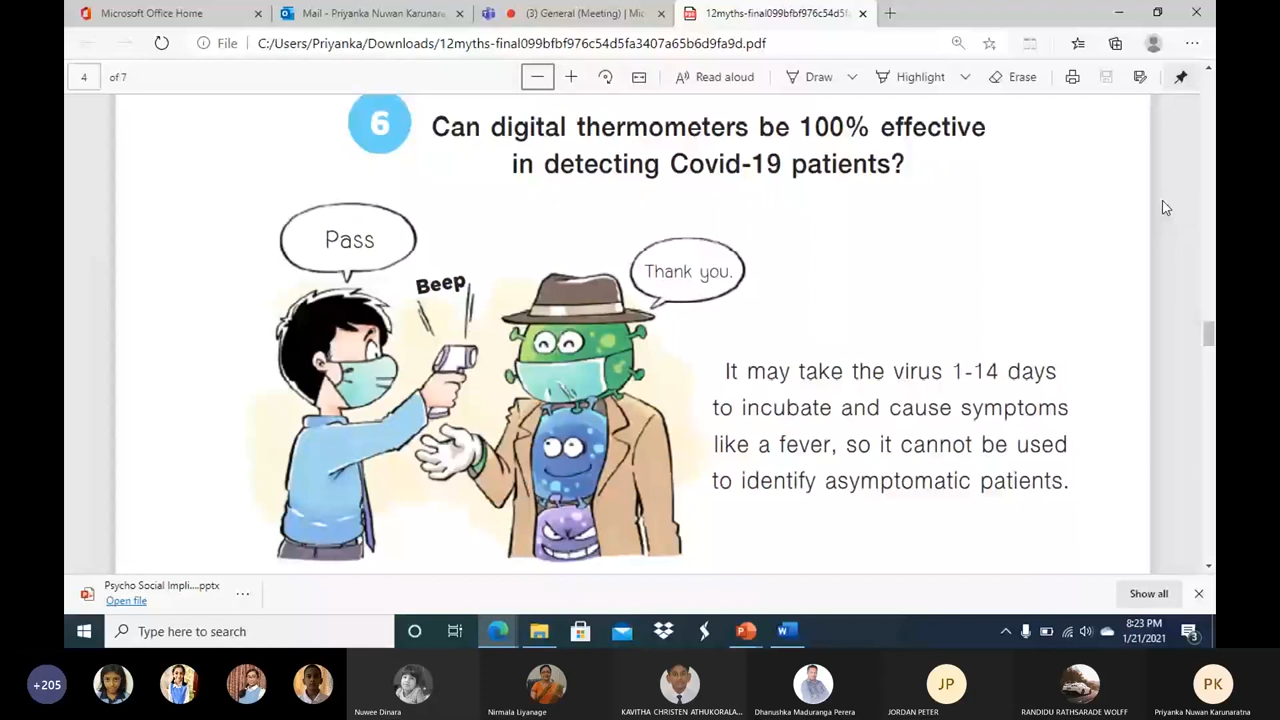 Microsoft Office Home
Mail - Priyanka Nuwan Karunare
(3) General (Meeting) | Mic
12myths-final099bfbf976c54d5fa
File
C:/Users/Priyanka/Downloads/12myths-final099bfbf976c54d5fa3407a65b6d9fa9d.pdf
4 of 7
Read aloud
Draw
Highlight
Erase
6
Can digital thermometers be 100% effective
in detecting Covid-19 patients?
Pass
Beep
Thank you.
It may take the virus 1-14 days
to incubate and cause symptoms
like a fever, so it cannot be used
to identify asymptomatic patients.
Psycho Social Impli....pptx
Open file
Show all
Type here to search
8:23 PM
1/21/2021
3
+205
JP
PK
Nuwee Dinara
Nirmala Liyanage
KAVITHA CHRISTEN ATHUKORALA...
Dhanushka Maduranga Perera
JORDAN PETER
RANDIDU RATHSARADE WOLFF
Priyanka Nuwan Karunaratna